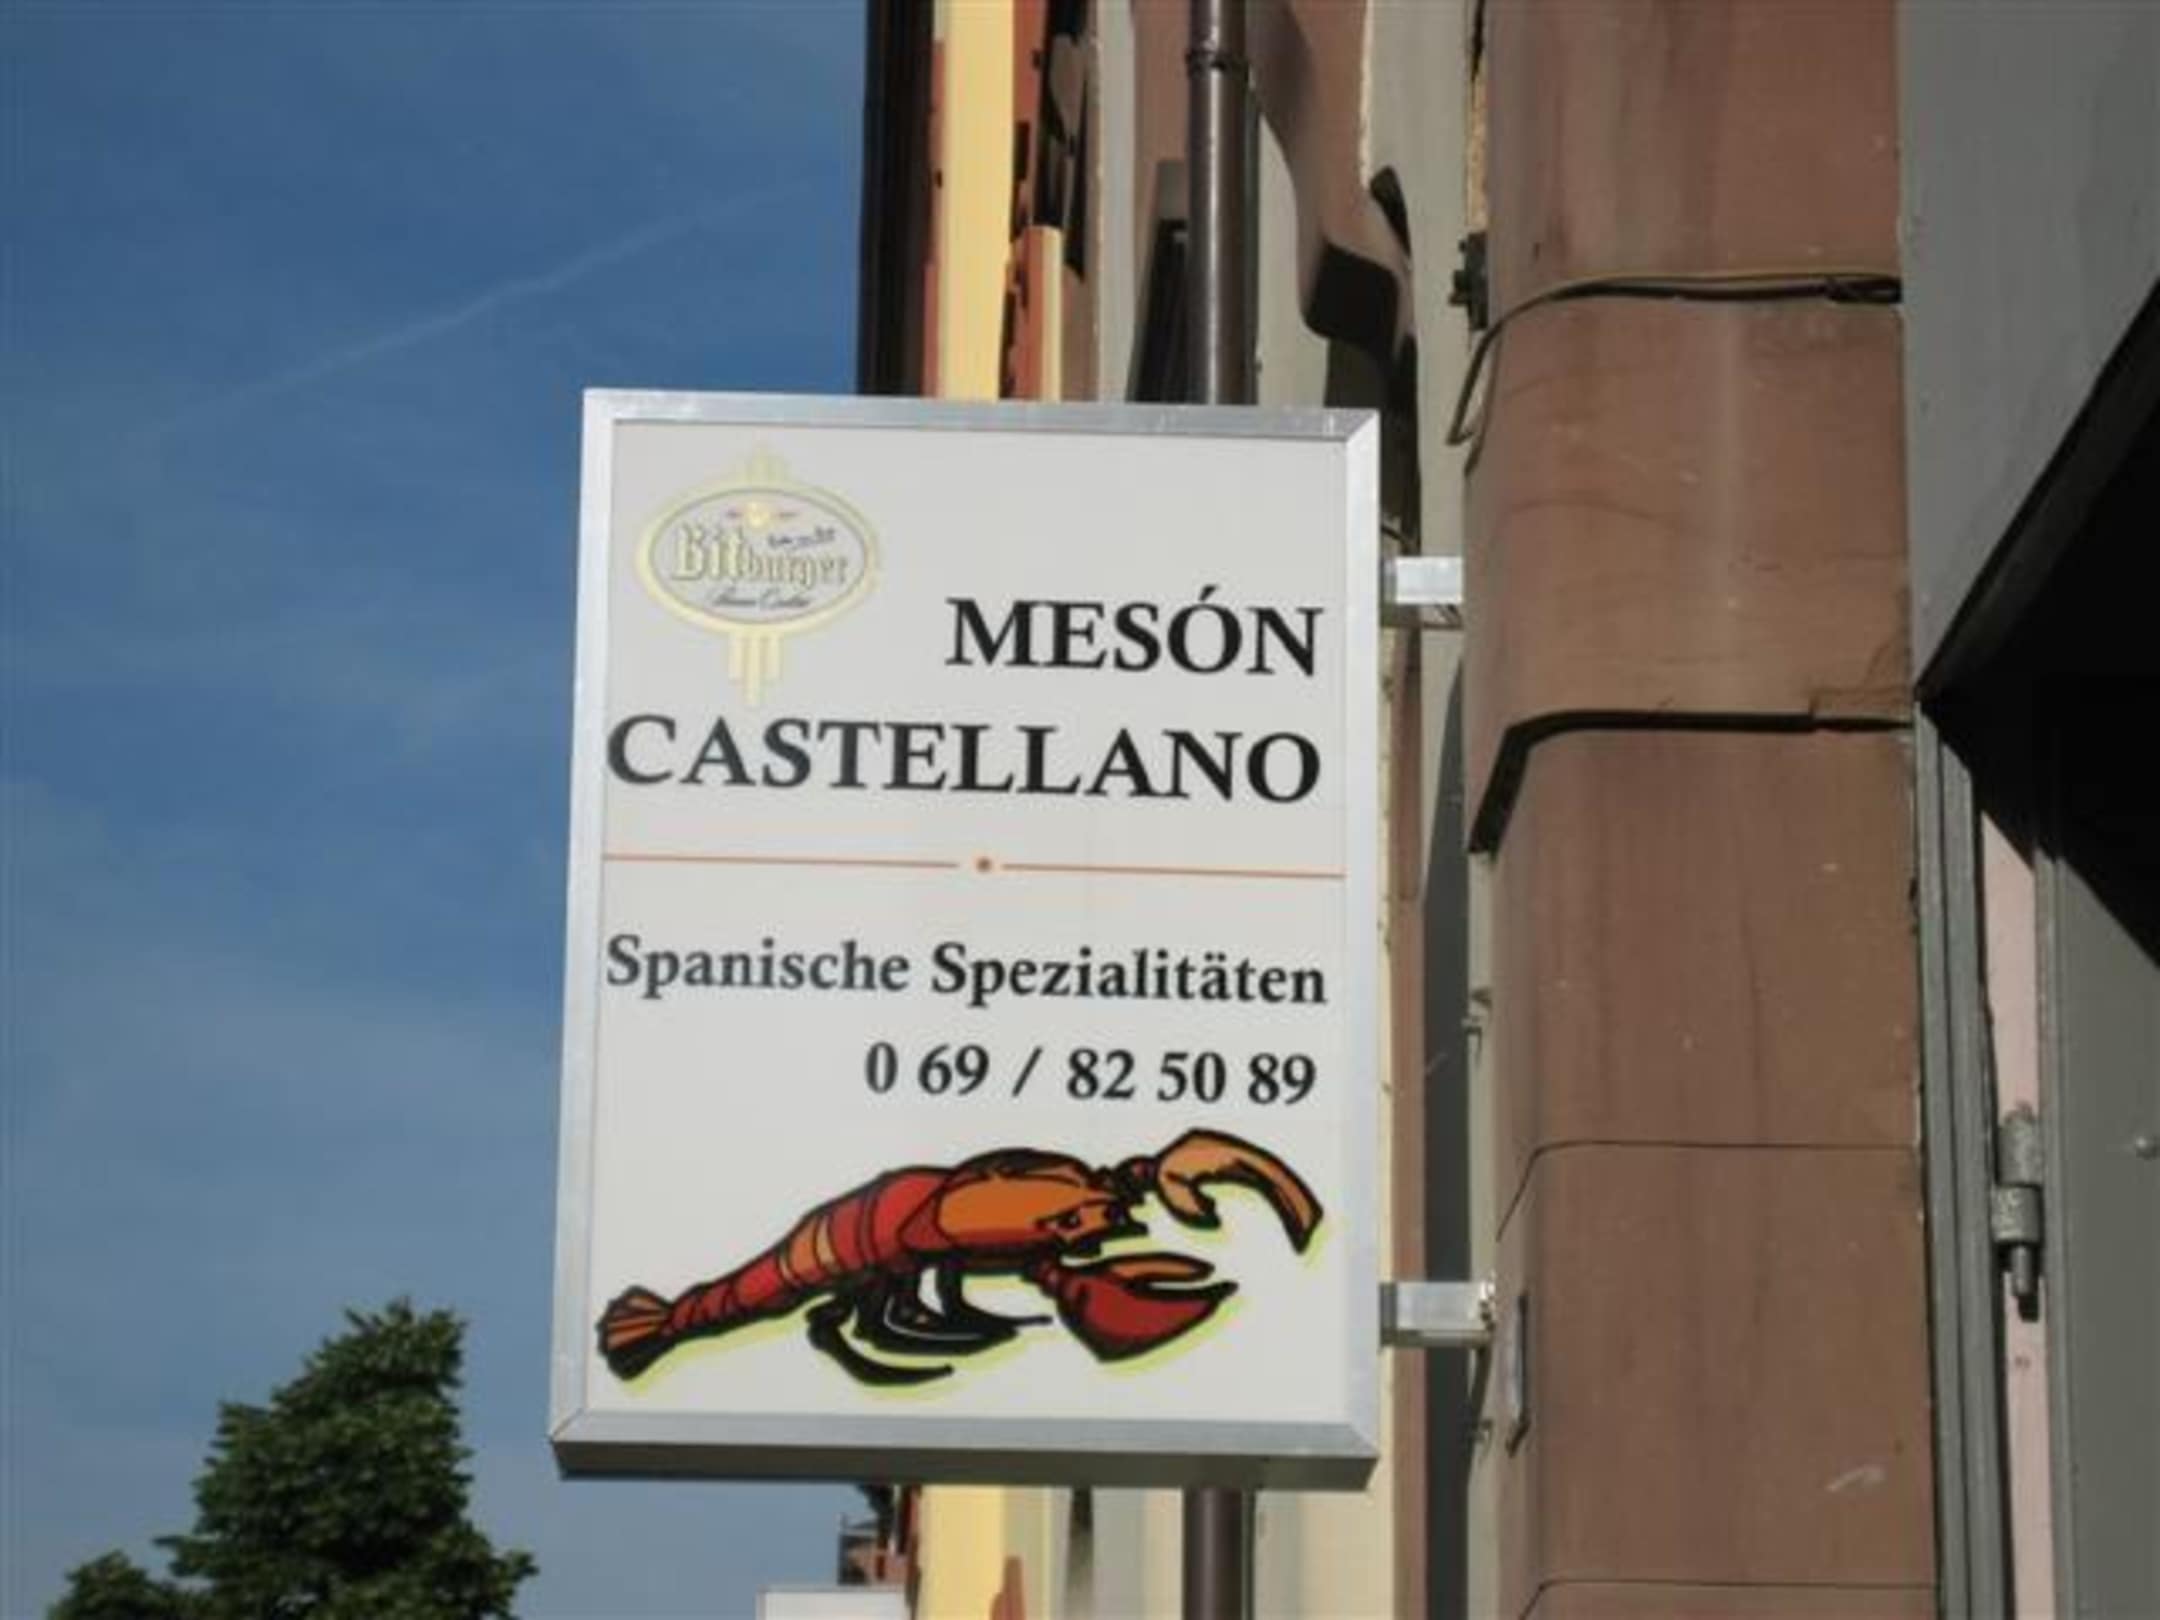 Bitburger
MESÓN
CASTELLANO
Spanische Spezialitäten
0 69 / 82 50 89